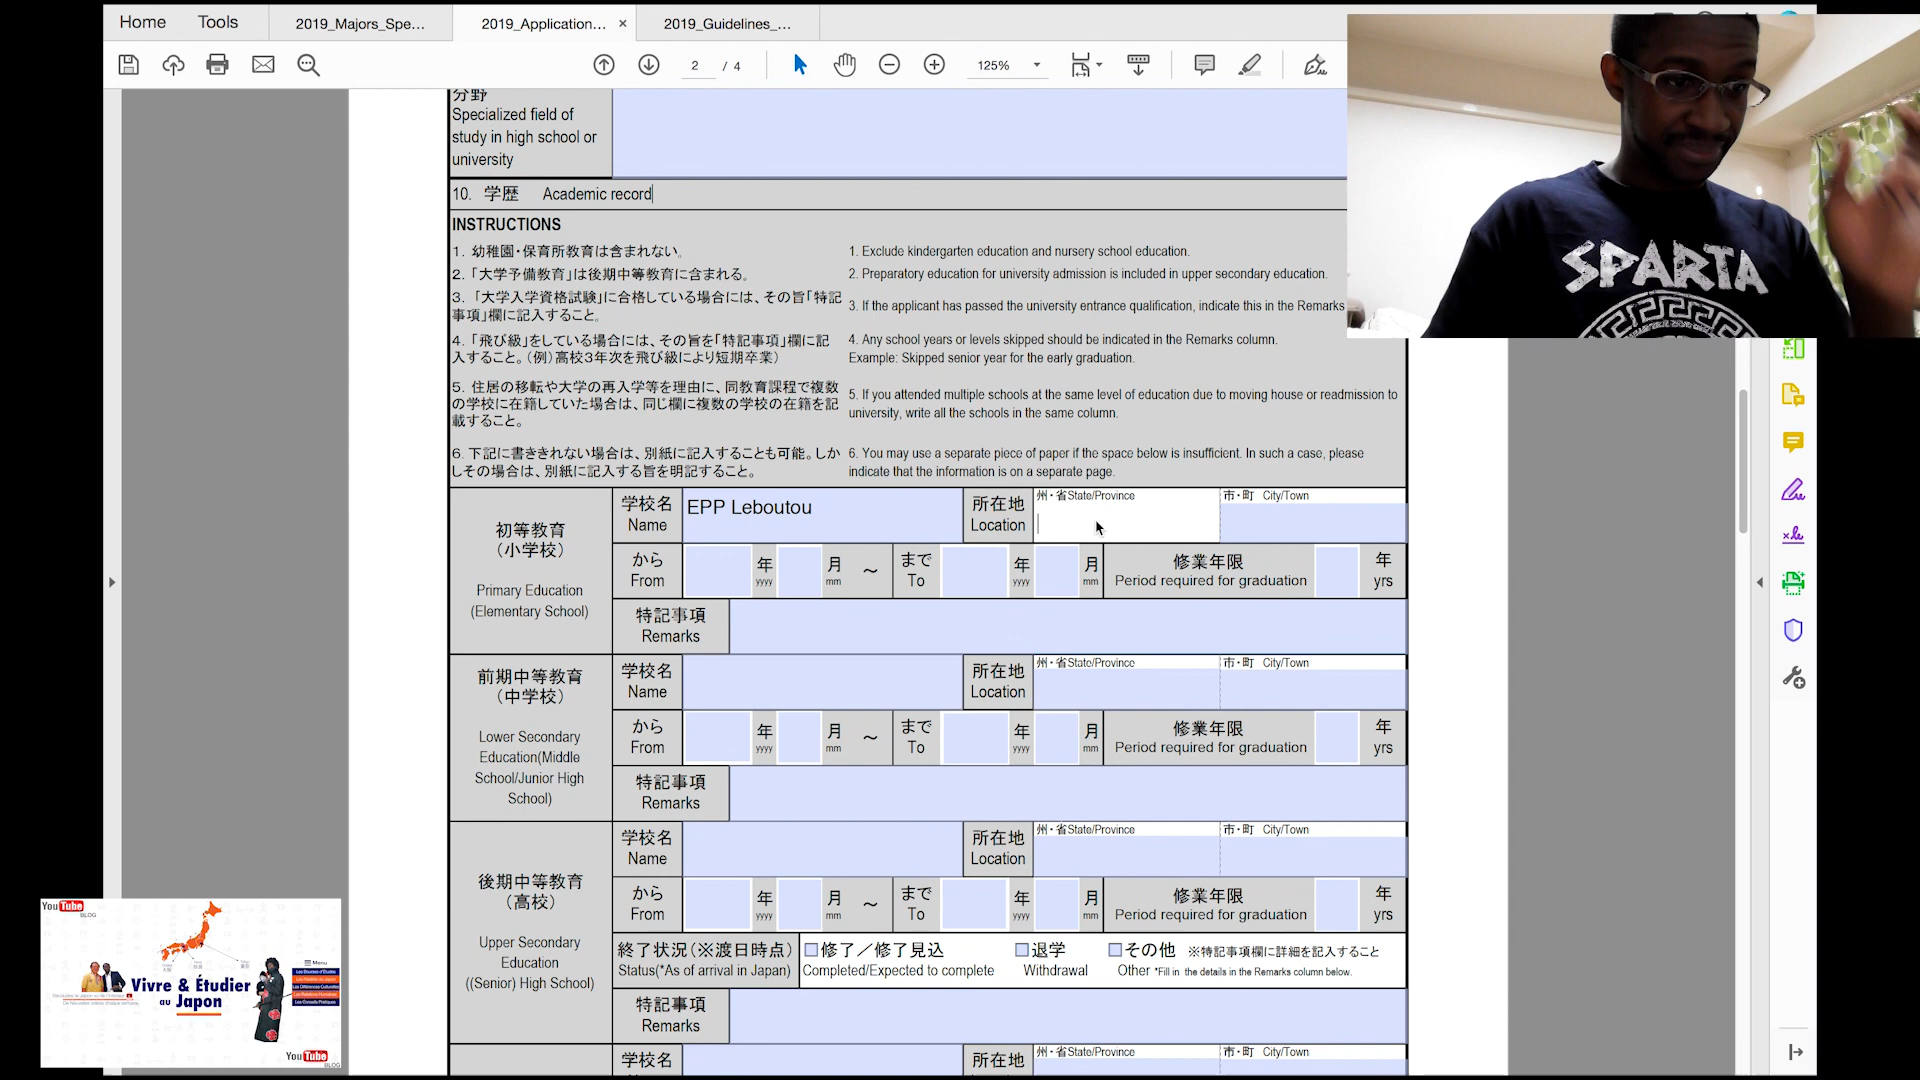 Home
Tools
2019_Majors_Spe...
2019_Application...
2019_Guidelines_...
2 / 4
125%
分野
Specialized field of
study in high school or
university
10. 学歴 Academic record
INSTRUCTIONS
1. 幼稚園・保育所教育は含まれない。
1. Exclude kindergarten education and nursery school education.
2. 「大学予備教育」は後期中等教育に含まれる。
2. Preparatory education for university admission is included in upper secondary education.
3. 「大学入学資格試験」に合格している場合には、その旨「特記
事項」欄に記入すること。
3. If the applicant has passed the university entrance qualification, indicate this in the Remarks
4. 「飛び級」をしている場合には、その旨を「特記事項」欄に記
入すること。（例）高校3年次を飛び級により短期卒業）
4. Any school years or levels skipped should be indicated in the Remarks column.
Example: Skipped senior year for the early graduation.
5. 住居の移転や大学の再入学等を理由に、同教育課程で複数
の学校に在籍していた場合は、同じ欄に複数の学校の在籍を記
載すること。
5. If you attended multiple schools at the same level of education due to moving house or readmission to
university, write all the schools in the same column.
6. 下記に書ききれない場合は、別紙に記入することも可能。しか
しその場合は、別紙に記入する旨を明記すること。
6. You may use a separate piece of paper if the space below is insufficient. In such a case, please
indicate that the information is on a separate page.
初等教育
（小学校）
Primary Education
(Elementary School)
学校名
Name
EPP Leboutou
所在地
Location
州・省State/Province
市・町 City/Town
から
From
年
yyyy
月
mm
～
まで
To
年
yyyy
月
mm
修業年限
Period required for graduation
年
yrs
特記事項
Remarks
前期中等教育
（中学校）
Lower Secondary
Education(Middle
School/Junior High
School)
学校名
Name
所在地
Location
州・省State/Province
市・町 City/Town
から
From
年
yyyy
月
mm
～
まで
To
年
yyyy
月
mm
修業年限
Period required for graduation
年
yrs
特記事項
Remarks
後期中等教育
（高校）
Upper Secondary
Education
((Senior) High School)
学校名
Name
所在地
Location
州・省State/Province
市・町 City/Town
から
From
年
yyyy
月
mm
～
まで
To
年
yyyy
月
mm
修業年限
Period required for graduation
年
yrs
終了状況（※渡日時点）
Status(*As of arrival in Japan)
修了／修了見込
Completed/Expected to complete
退学
Withdrawal
その他 ※特記事項欄に詳細を記入すること
Other *Fill in the details in the Remarks column below.
特記事項
Remarks
学校名
所在地
州・省State/Province
市・町 City/Town
SPARTA
YouTube
BLOG
Vivre & Étudier
au Japon
Menu
Les Bourses d'Études
YouTube
BLOG